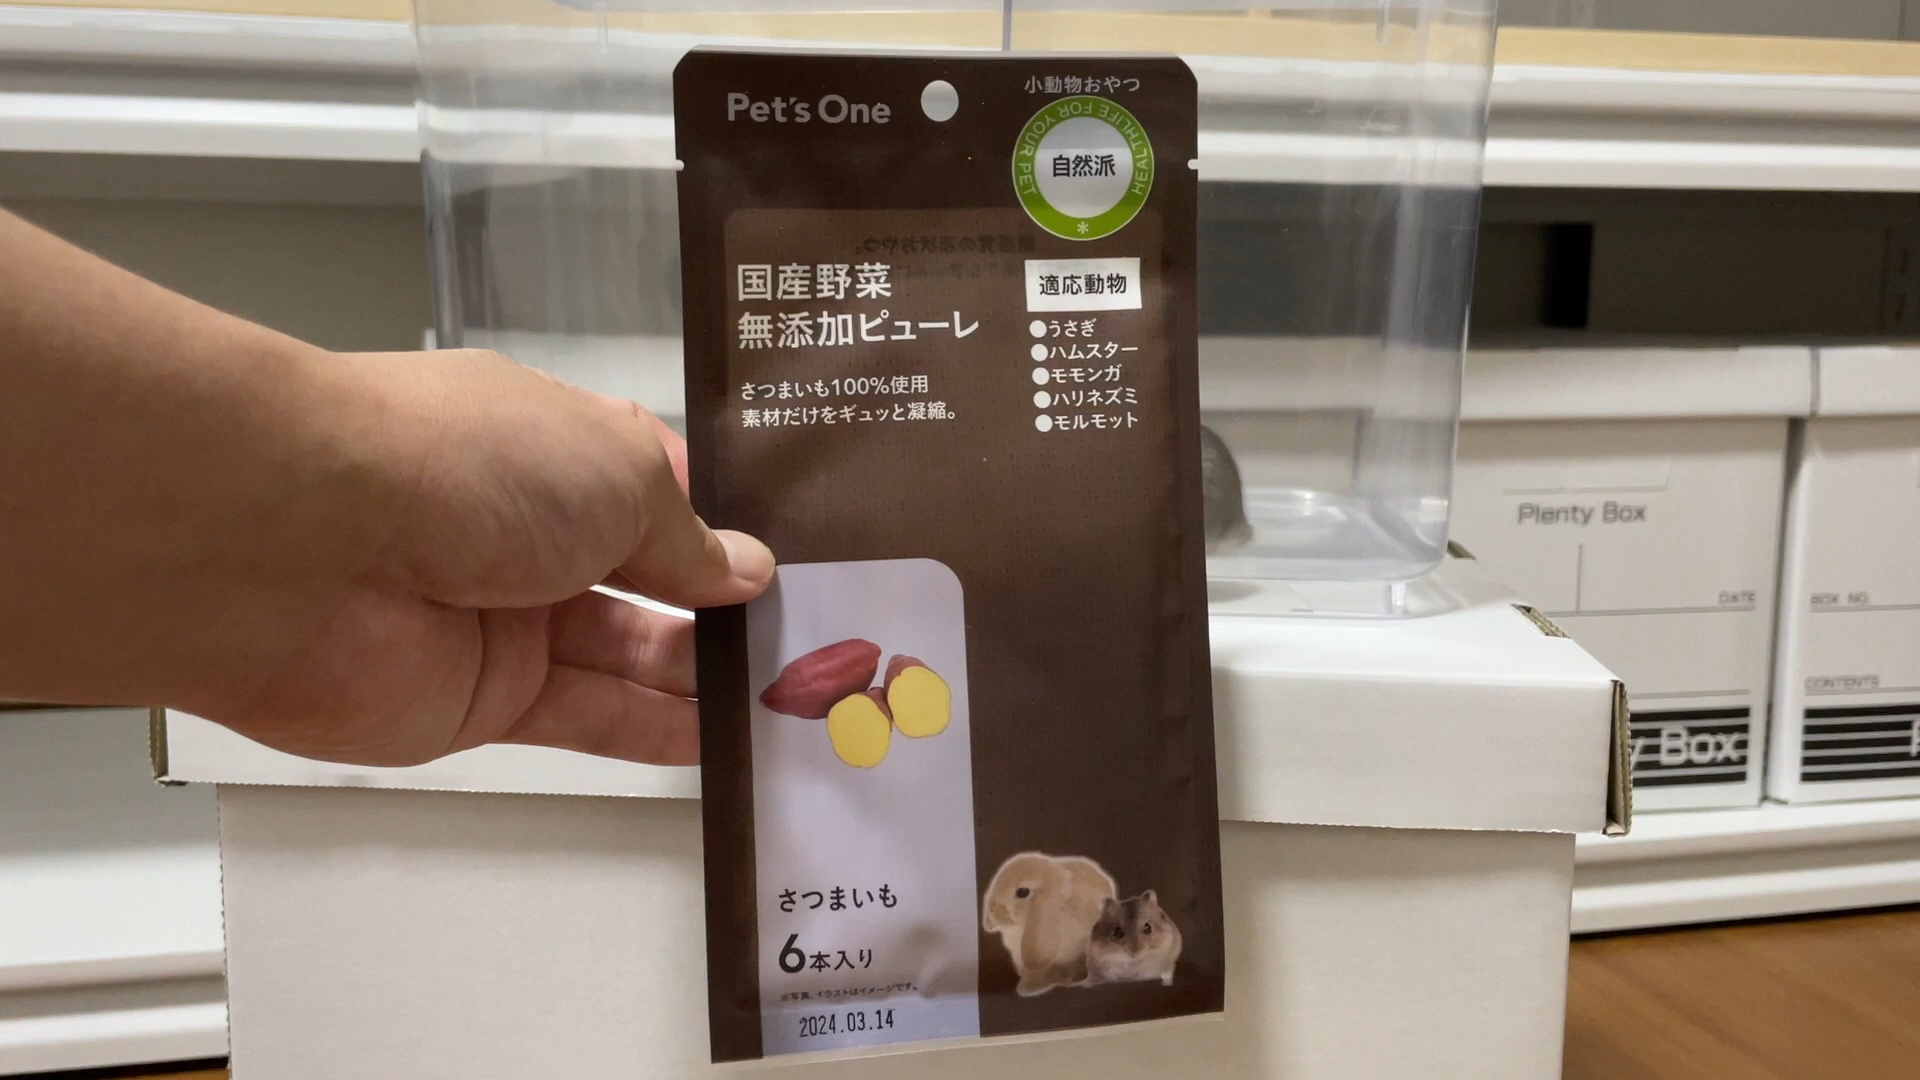 Pet's One
小動物おやつ
HEALTHLIFE FOR YOUR PET
自然派
*
国産野菜
無添加ピューレ
さつまいも100%使用
素材だけをギュッと凝縮。
適応動物
●うさぎ
●ハムスター
●モモンガ
●ハリネズミ
●モルモット
さつまいも
6本入り
※写真、イラストはイメージです。
2024.03.14
Plenty Box
DATE
BOX NO.
CONTENTS
y Box